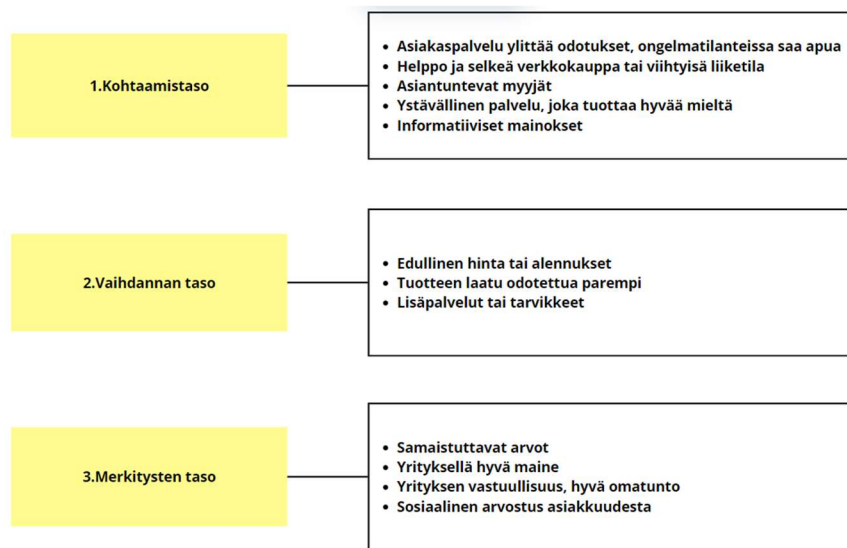 1.Kohtaamistaso
• Asiakaspalvelu ylittää odotukset, ongelmatilanteissa saa apua
• Helppo ja selkeä verkkokauppa tai viihtyisä liiketila
• Asiantuntevat myyjät
• Ystävällinen palvelu, joka tuottaa hyvää mieltä
• Informatiiviset mainokset
2.Vaihdannan taso
• Edullinen hinta tai alennukset
• Tuotteen laatu odotettua parempi
• Lisäpalvelut tai tarvikkeet
3.Merkitysten taso
• Samaistuttavat arvot
• Yrityksellä hyvä maine
• Yrityksen vastuullisuus, hyvä omatunto
• Sosiaalinen arvostus asiakkuudesta